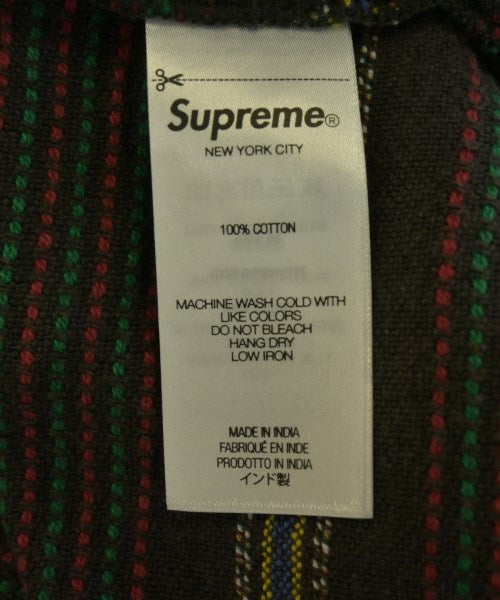 Supreme®
NEW YORK CITY
100% COTTON
MACHINE WASH COLD WITH
LIKE COLORS
DO NOT BLEACH
HANG DRY
LOW IRON
MADE IN INDIA
FABRIQUÉ EN INDE
PRODOTTO IN INDIA
インド製